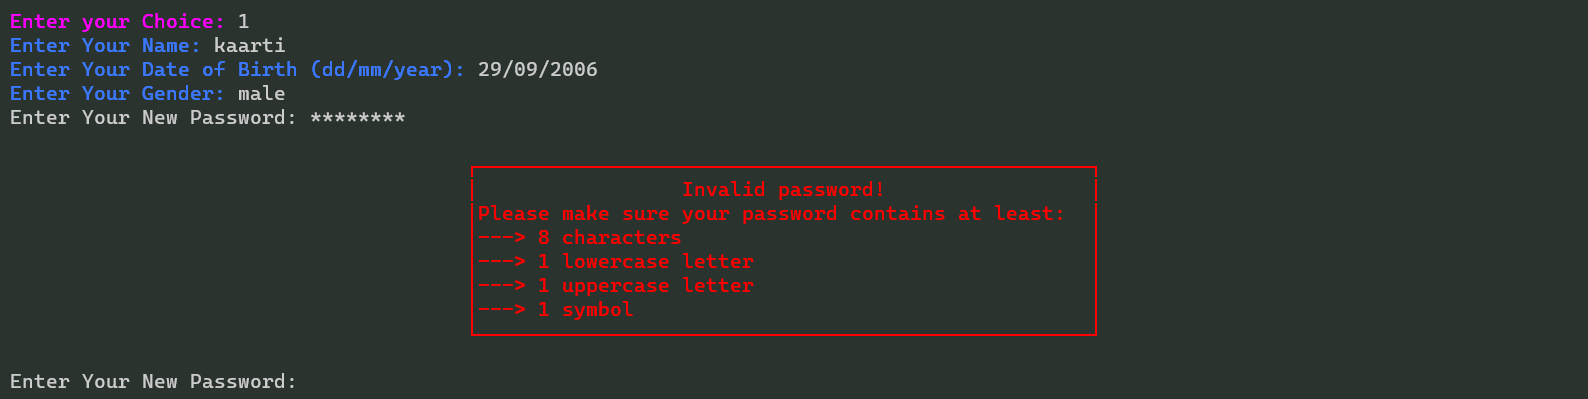 Enter your Choice: 1
Enter Your Name: kaarti
Enter Your Date of Birth (dd/mm/year): 29/09/2006
Enter Your Gender: male
Enter Your New Password: ********
Invalid password!
Please make sure your password contains at least:
---> 8 characters
---> 1 lowercase letter
---> 1 uppercase letter
---> 1 symbol
Enter Your New Password: